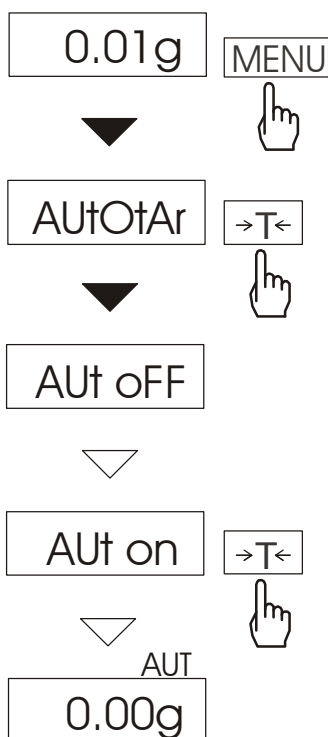 0.01g MENU
AUtOtAr →T←
AUt oFF
AUt on →T←
AUT
0.00g